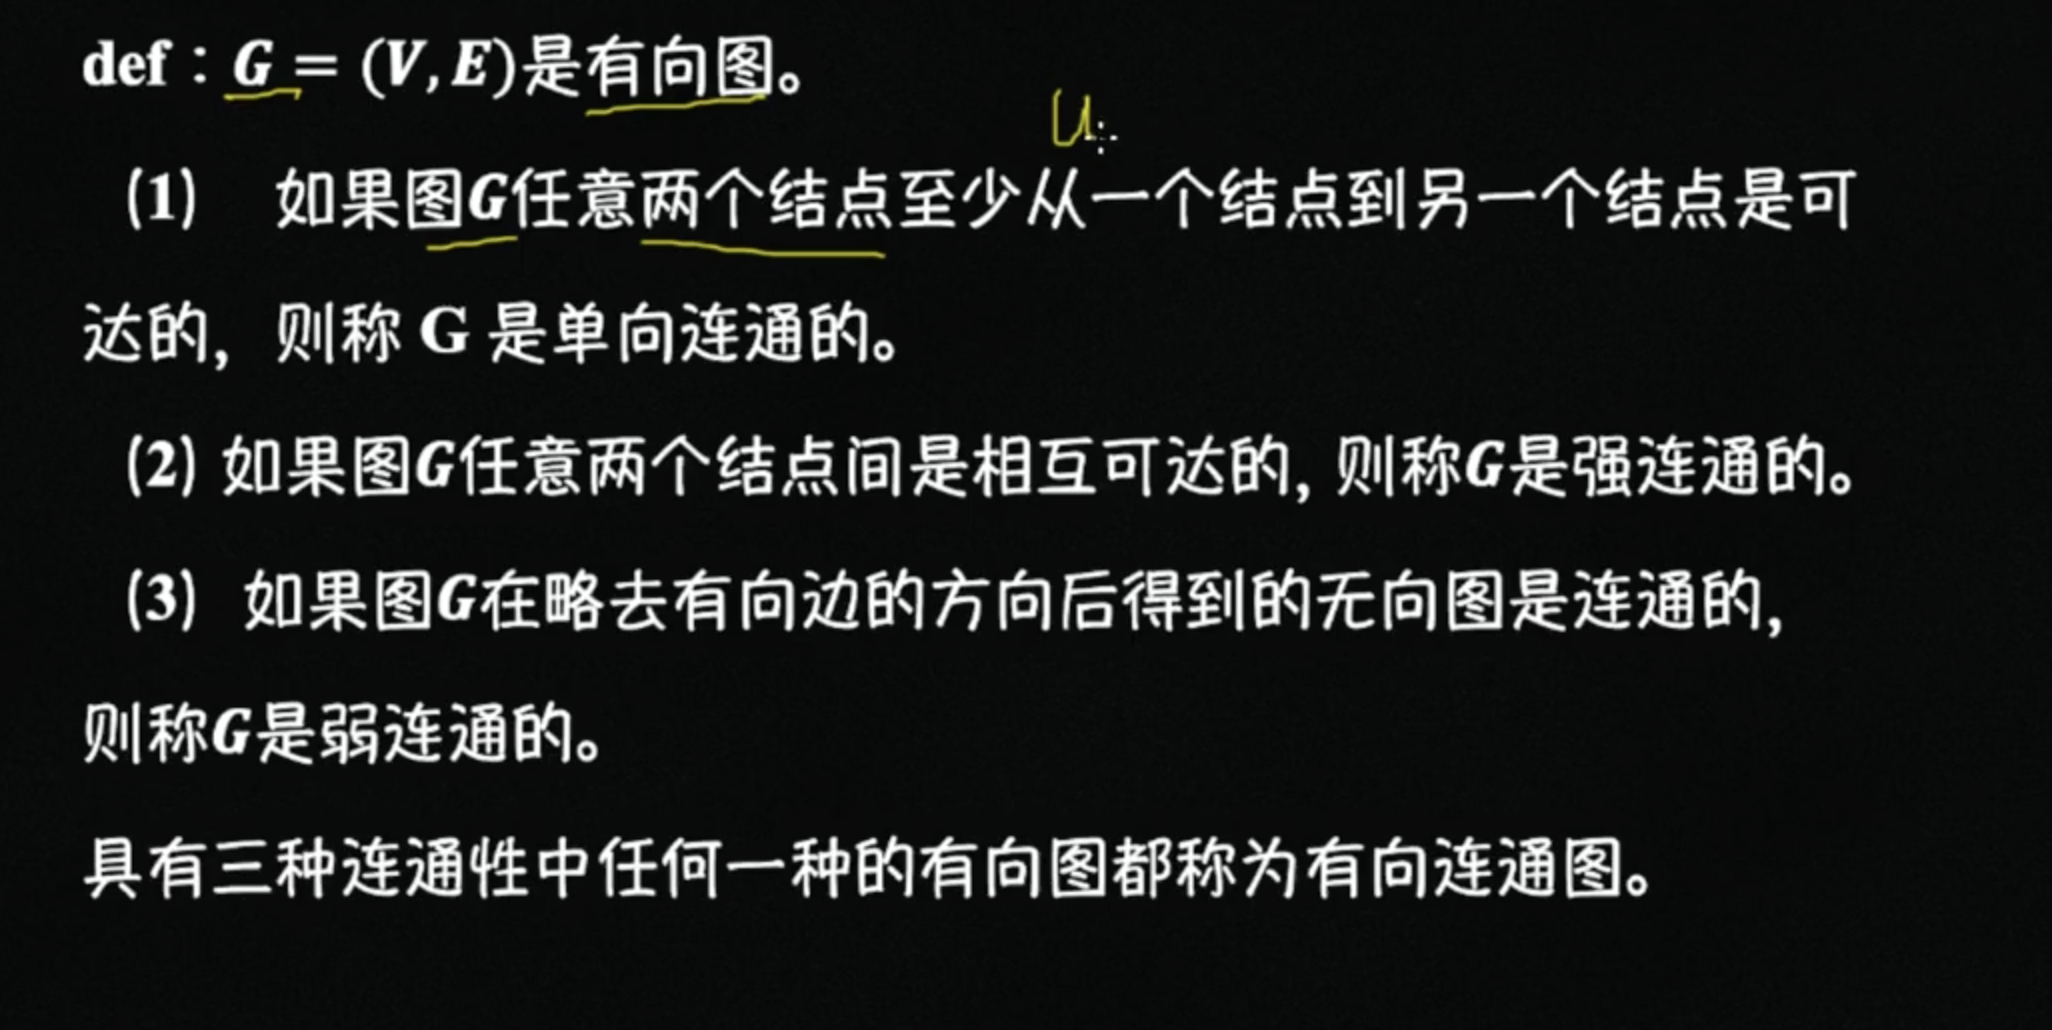 def：G = (V, E)是有向图。
u
(1) 如果图G任意两个结点至少从一个结点到另一个结点是可
达的，则称 G 是单向连通的。
(2) 如果图G任意两个结点间是相互可达的，则称G是强连通的。
(3) 如果图G在略去有向边的方向后得到的无向图是连通的，
则称G是弱连通的。
具有三种连通性中任何一种的有向图都称为有向连通图。